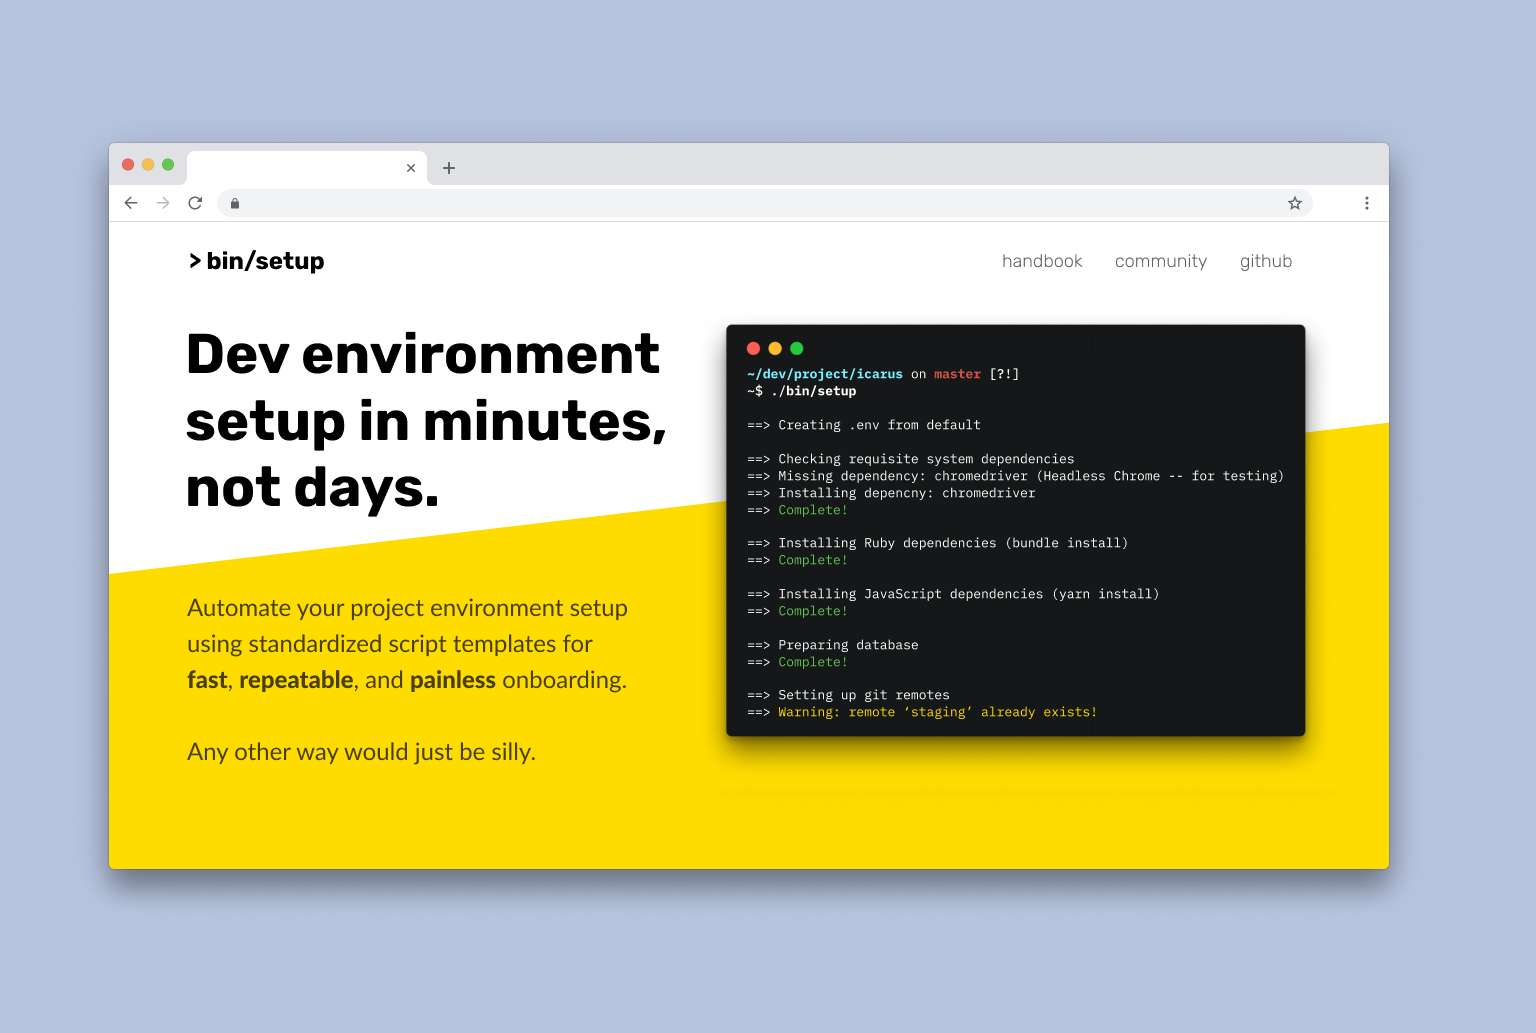 > bin/setup
handbook community github
Dev environment
setup in minutes,
not days.
Automate your project environment setup
using standardized script templates for
fast, repeatable, and painless onboarding.
Any other way would just be silly.
~/dev/project/icarus on master [?!]
~$ ./bin/setup
==> Creating .env from default
==> Checking requisite system dependencies
==> Missing dependency: chromedriver (Headless Chrome -- for testing)
==> Installing depencny: chromedriver
==> Complete!
==> Installing Ruby dependencies (bundle install)
==> Complete!
==> Installing JavaScript dependencies (yarn install)
==> Complete!
==> Preparing database
==> Complete!
==> Setting up git remotes
==> Warning: remote ‘staging’ already exists!